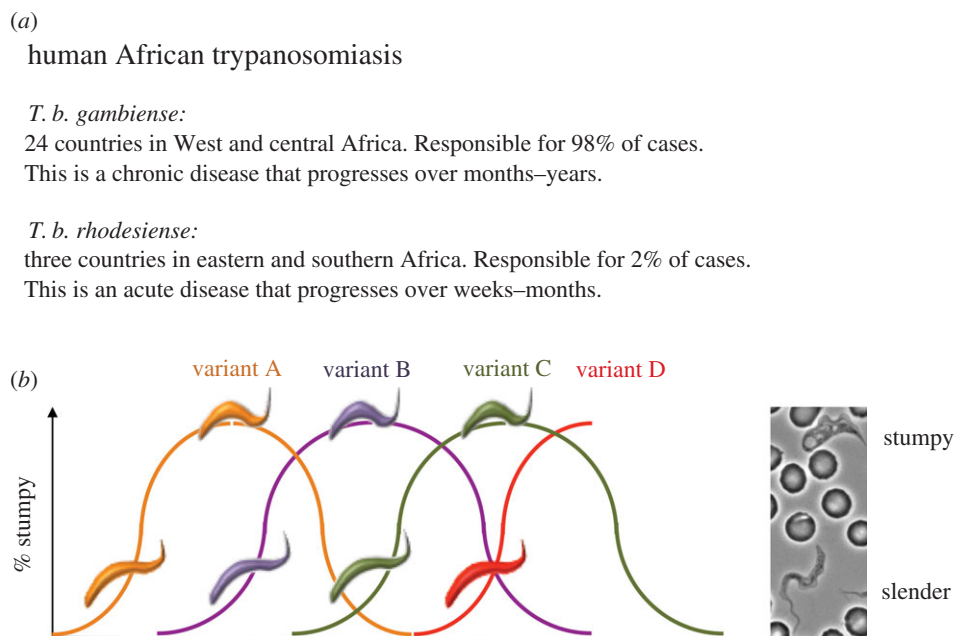 (a)
human African trypanosomiasis
T. b. gambiense:
24 countries in West and central Africa. Responsible for 98% of cases.
This is a chronic disease that progresses over months–years.
T. b. rhodesiense:
three countries in eastern and southern Africa. Responsible for 2% of cases.
This is an acute disease that progresses over weeks–months.
(b)
variant A
variant B
variant C
variant D
% stumpy
stumpy
slender